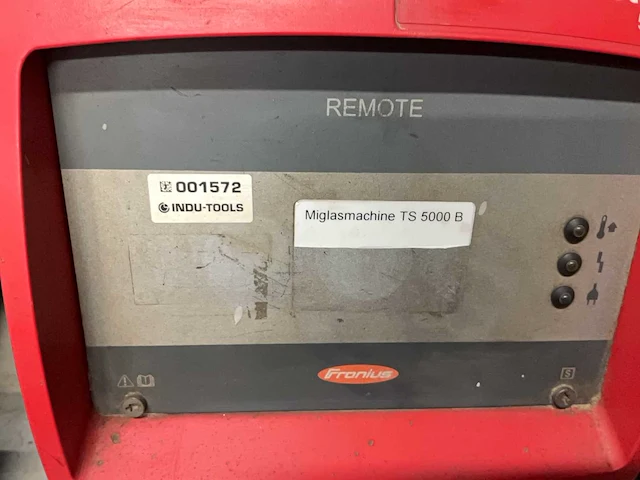 REMOTE
001572
INDU-TOOLS
Miglasmachine TS 5000 B
Fronius
S